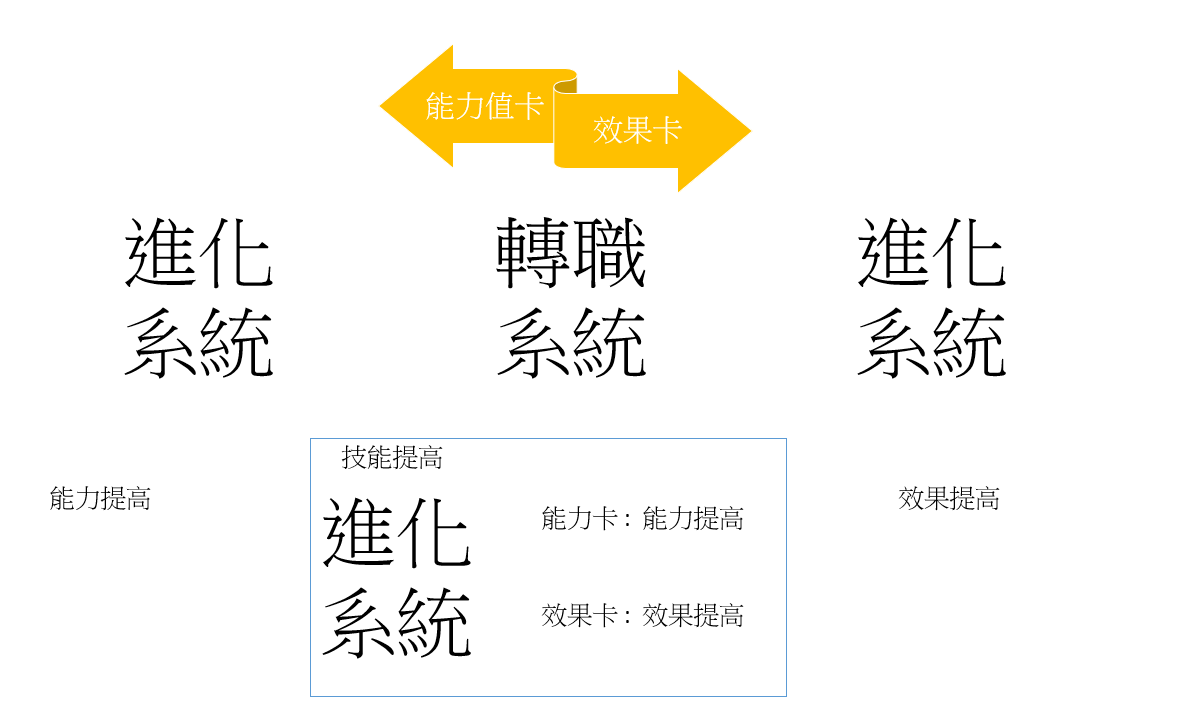 能力值卡
效果卡
進化
系統
轉職
系統
進化
系統
能力提高
技能提高
進化
系統
能力卡：能力提高
效果卡：效果提高
效果提高